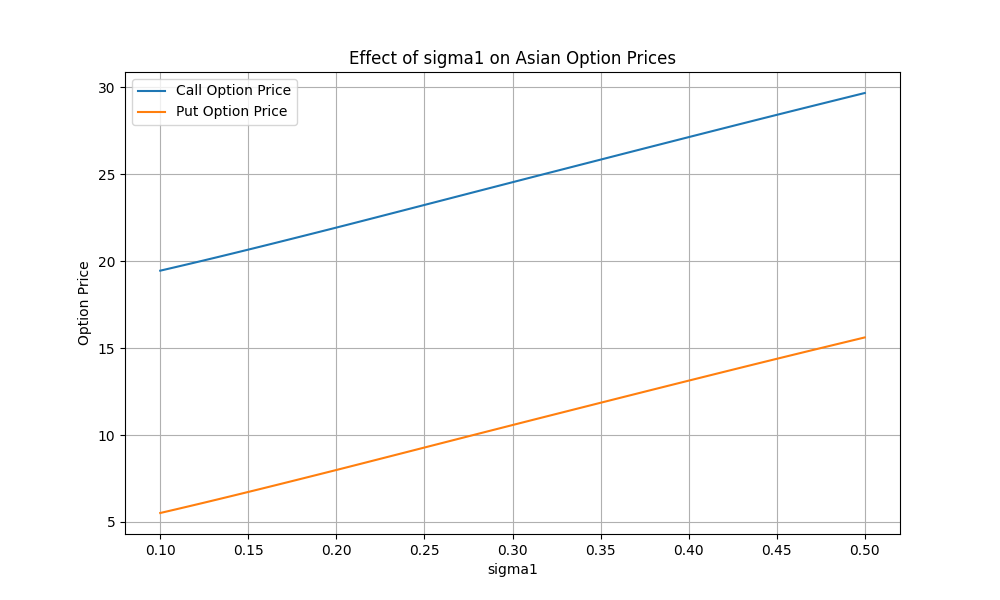 Effect of sigma1 on Asian Option Prices
Call Option Price
Put Option Price
Option Price
30
25
20
15
10
5
0.10 0.15 0.20 0.25 0.30 0.35 0.40 0.45 0.50
sigma1